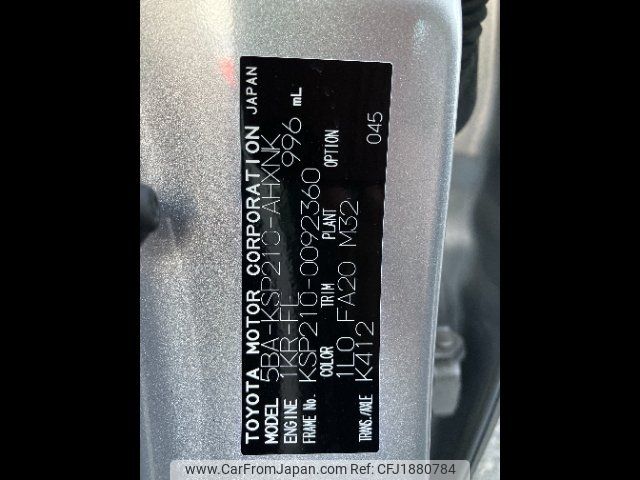 TOYOTA MOTOR CORPORATION JAPAN
MODEL 5BA-KSP210-AHXNK
ENGINE 1KR-FE 996 mL
FRAME No. KSP210-0092360
COLOR TRIM PLANT OPTION
1L0 FA20 M32 045
TRANS./AXLE K412
www.CarFromJapan.com - Ref No: CFJ1880784